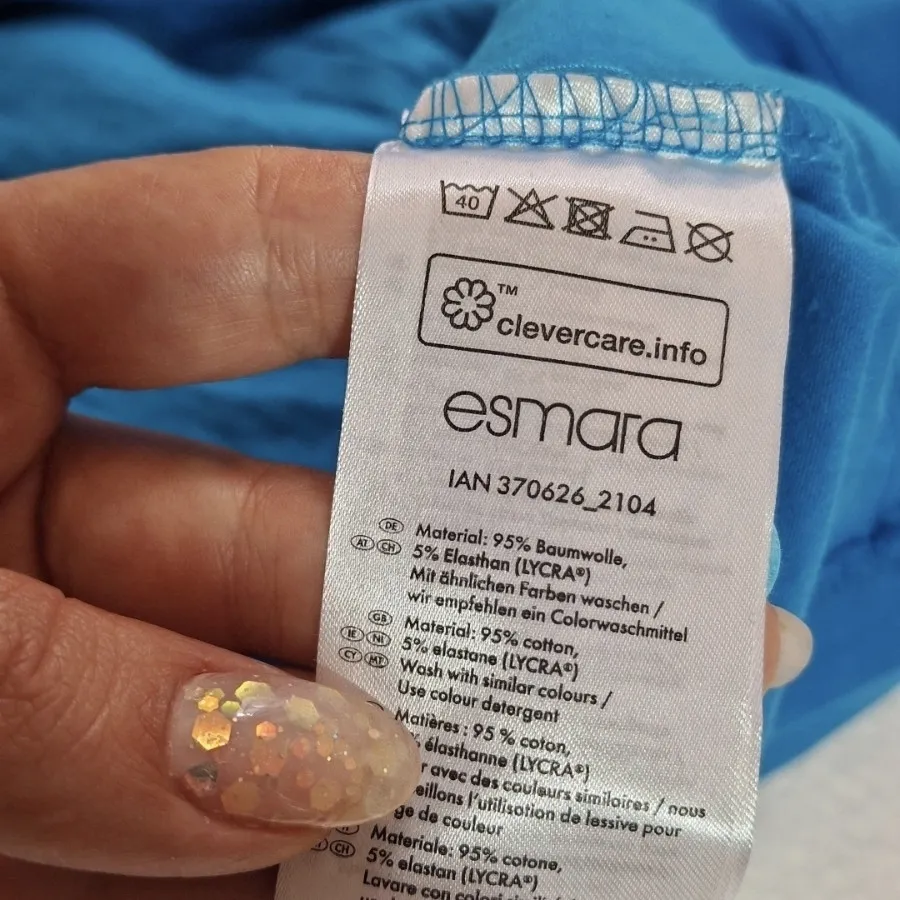 40
™
clevercare.info
esmara
IAN 370626_2104
DE Material: 95% Baumwolle,
AT CH 5% Elasthan (LYCRA®)
Mit ähnlichen Farben waschen /
wir empfehlen ein Colorwaschmittel
GB Material: 95% cotton,
IE NI 5% elastane (LYCRA®)
CY MT Wash with similar colours /
Use colour detergent
Matières : 95 % coton,
élasthanne (LYCRA®)
avec des couleurs similaires / nous
l'utilisation de lessive pour
de couleur
CH Materiale: 95% cotone,
5% elastan (LYCRA®)
Lavare con colori